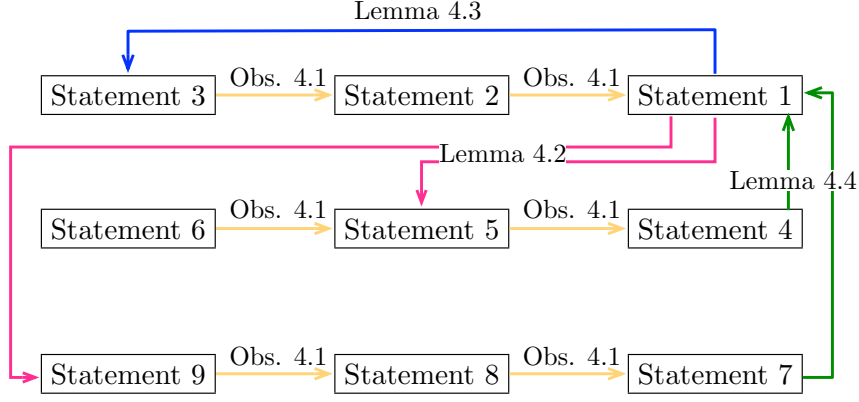 Lemma 4.3
Obs. 4.1 Obs. 4.1
Statement 3 Statement 2 Statement 1
Lemma 4.2
Lemma 4.4
Obs. 4.1 Obs. 4.1
Statement 6 Statement 5 Statement 4
Obs. 4.1 Obs. 4.1
Statement 9 Statement 8 Statement 7